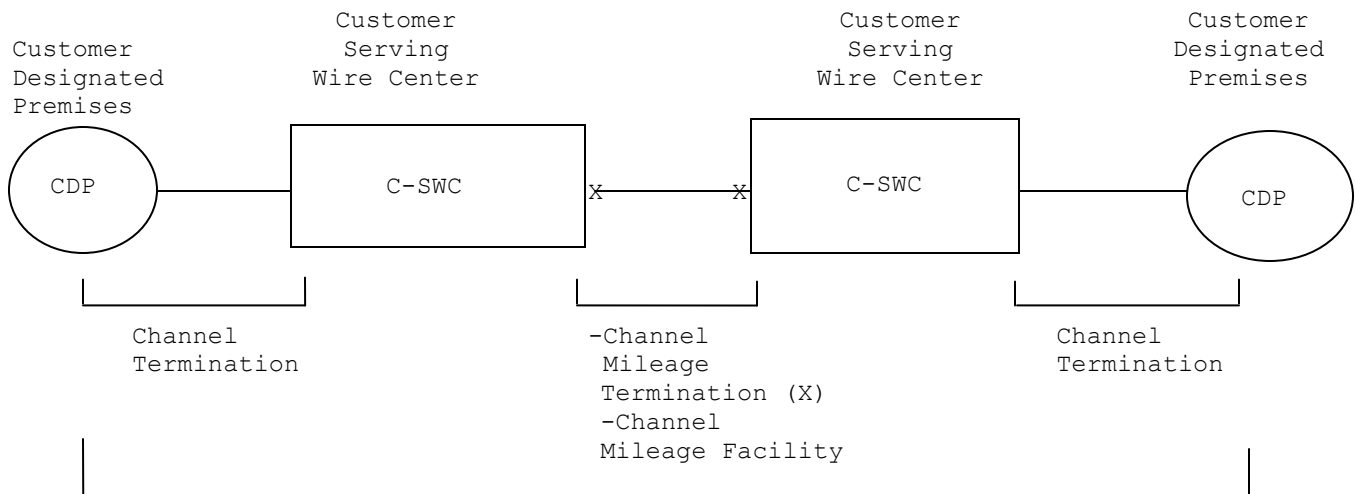 Customer
Designated
Premises
Customer
Serving
Wire Center
Customer
Serving
Wire Center
Customer
Designated
Premises
CDP
C-SWC
X
X
C-SWC
CDP
Channel
Termination
-Channel
Mileage
Termination (X)
-Channel
Mileage Facility
Channel
Termination